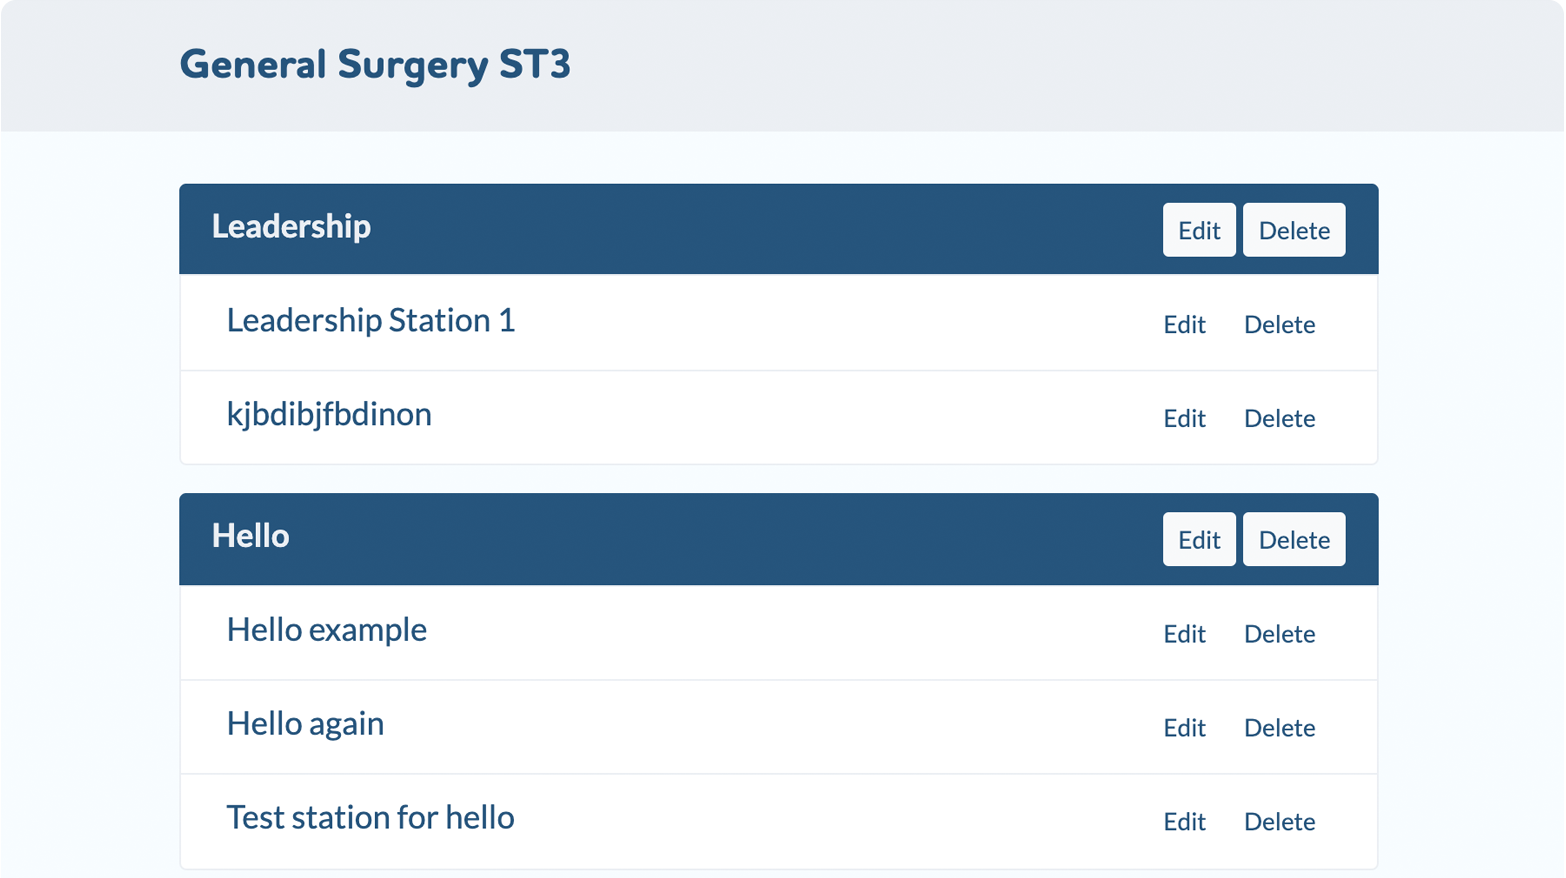 General Surgery ST3
Leadership Edit Delete
Leadership Station 1 Edit Delete
kjbdibjfbdinon Edit Delete
Hello Edit Delete
Hello example Edit Delete
Hello again Edit Delete
Test station for hello Edit Delete